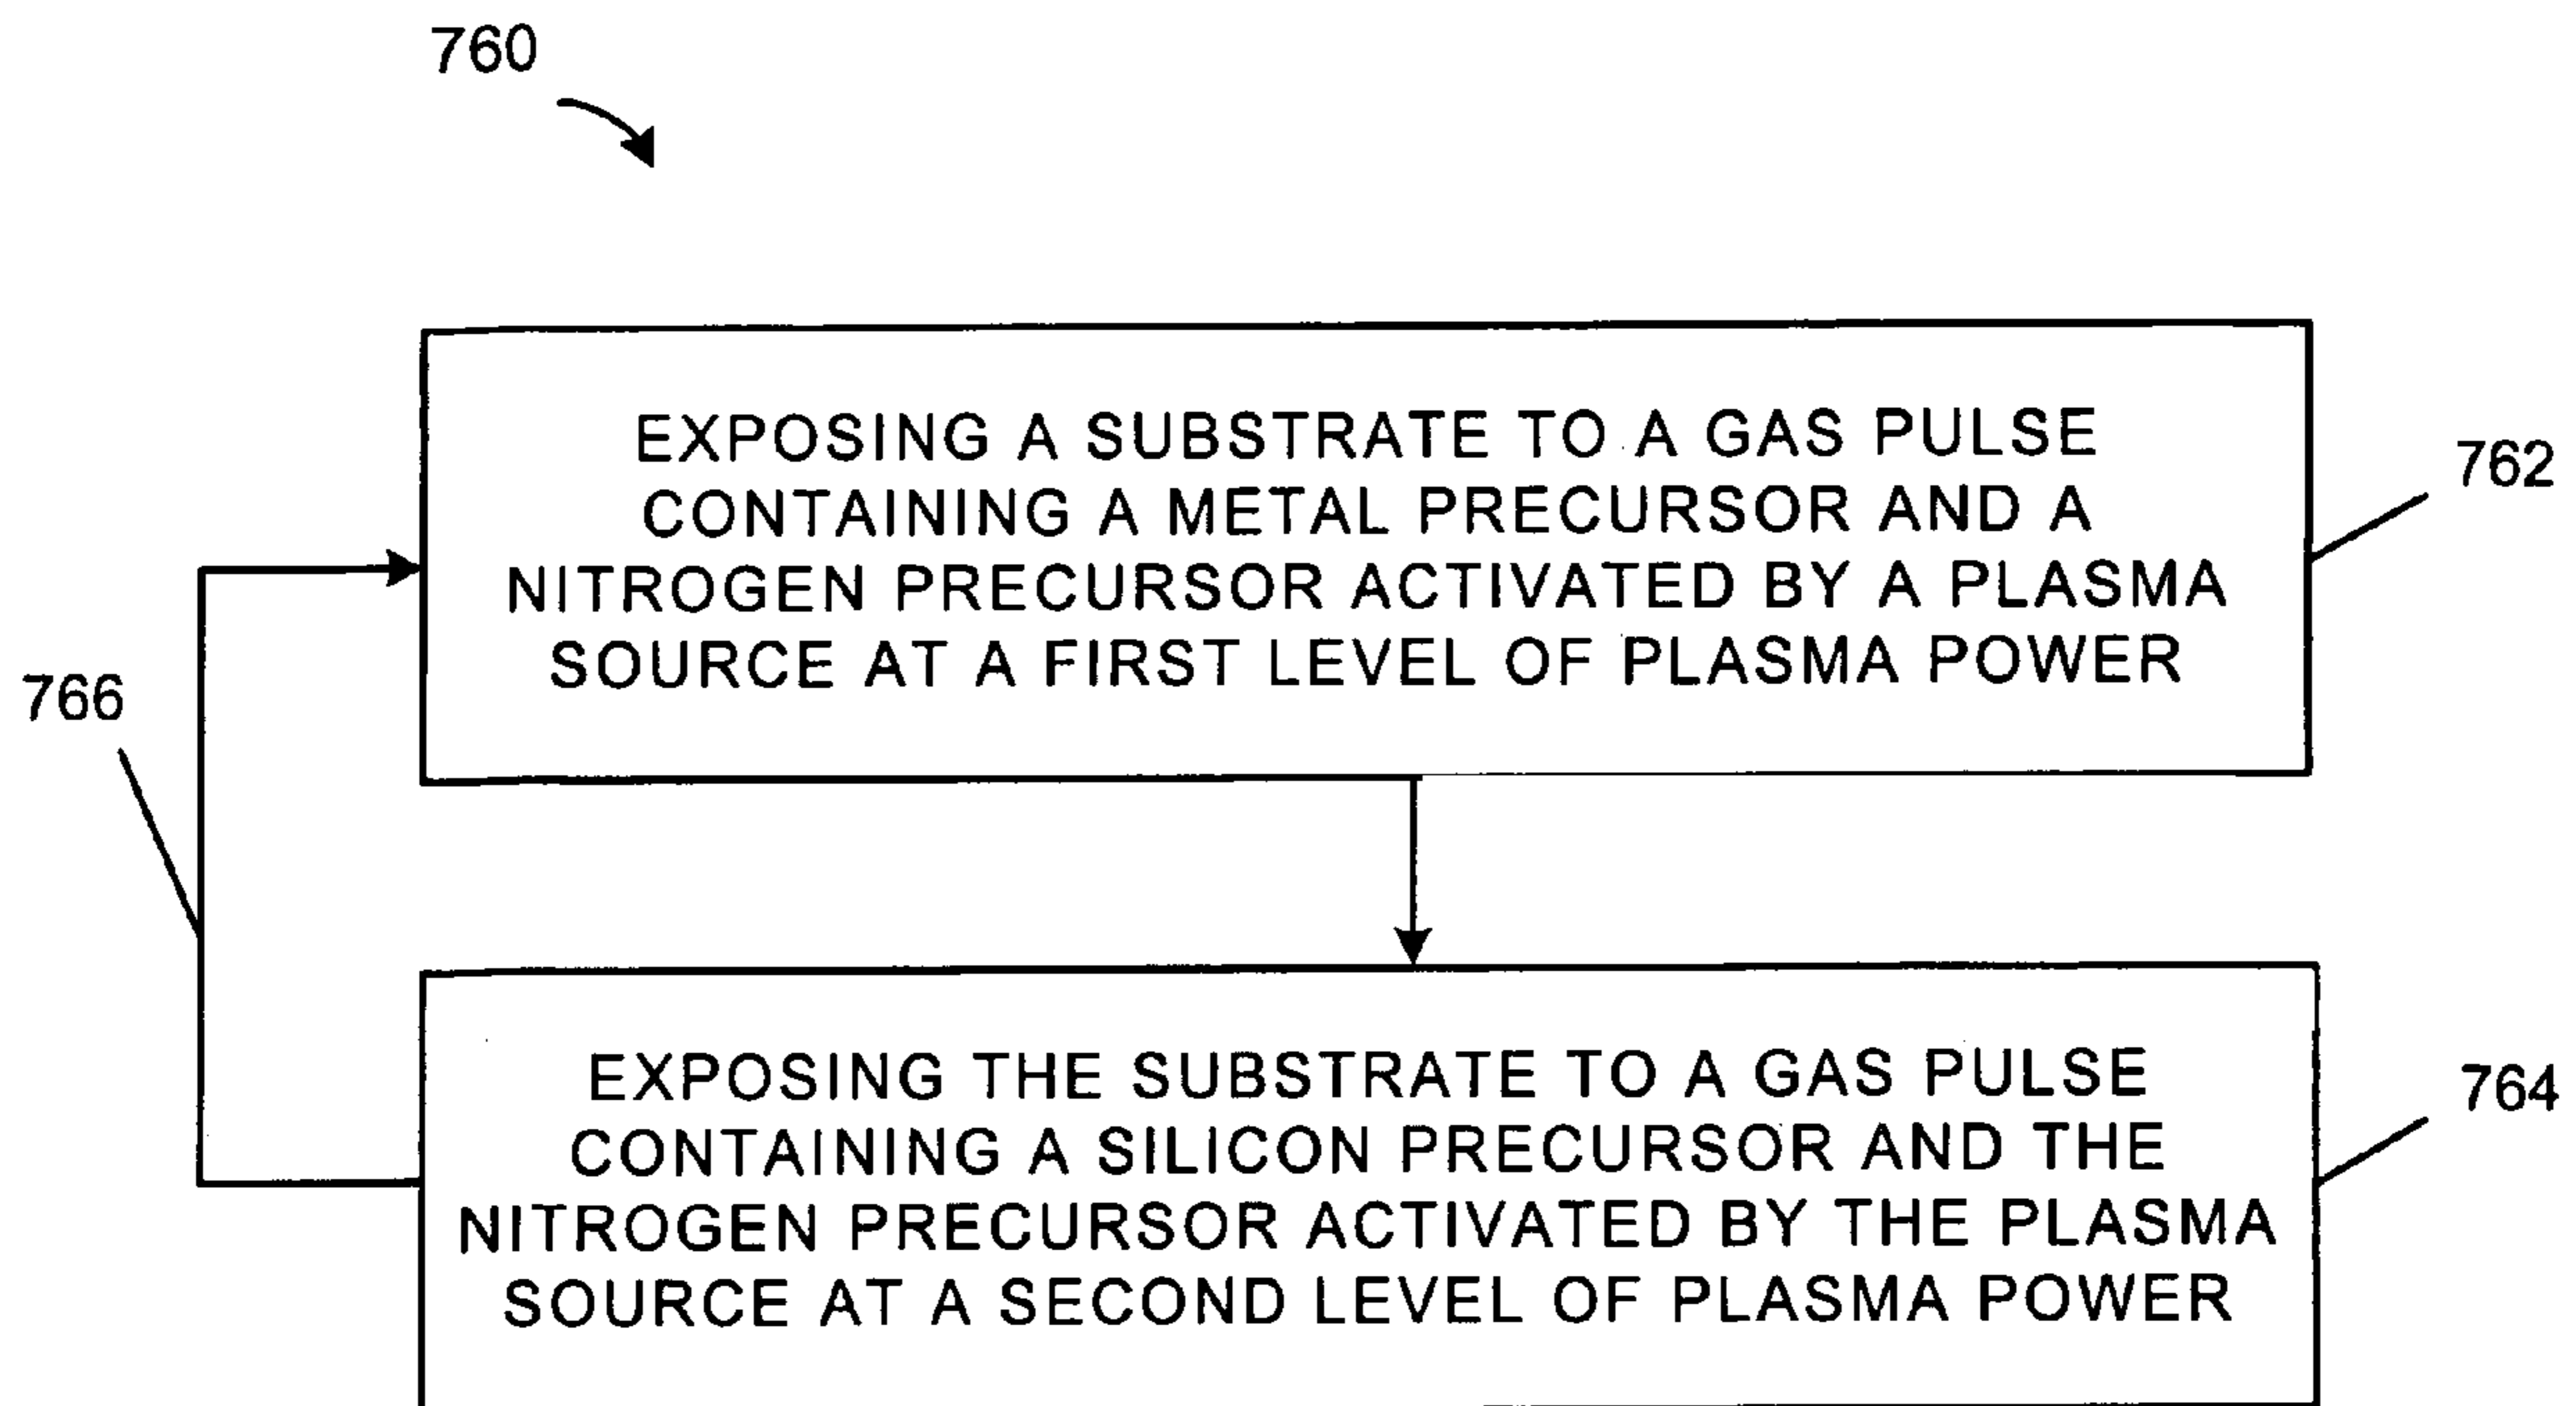 760
EXPOSING A SUBSTRATE TO A GAS PULSE
CONTAINING A METAL PRECURSOR AND A
NITROGEN PRECURSOR ACTIVATED BY A PLASMA
SOURCE AT A FIRST LEVEL OF PLASMA POWER
762
766
EXPOSING THE SUBSTRATE TO A GAS PULSE
CONTAINING A SILICON PRECURSOR AND THE
NITROGEN PRECURSOR ACTIVATED BY THE PLASMA
SOURCE AT A SECOND LEVEL OF PLASMA POWER
764